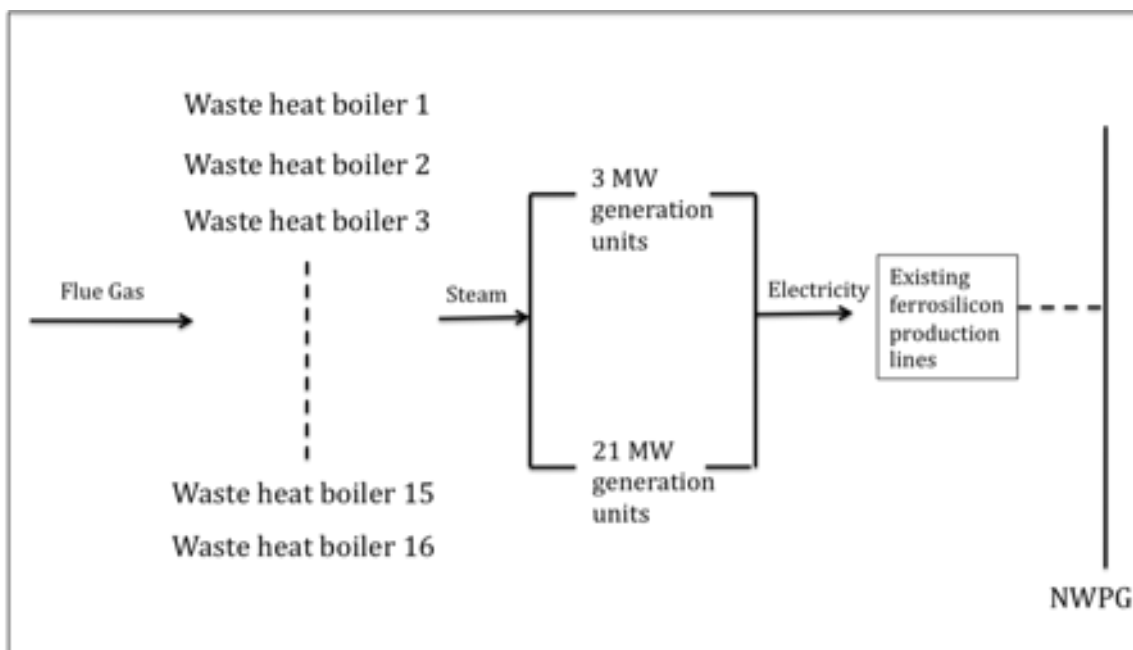 Waste heat boiler 1
Waste heat boiler 2
Waste heat boiler 3
Flue Gas
Waste heat boiler 15
Waste heat boiler 16
Steam
3 MW
generation
units
21 MW
generation
units
Electricity
Existing
ferrosilicon
production
lines
NWPG